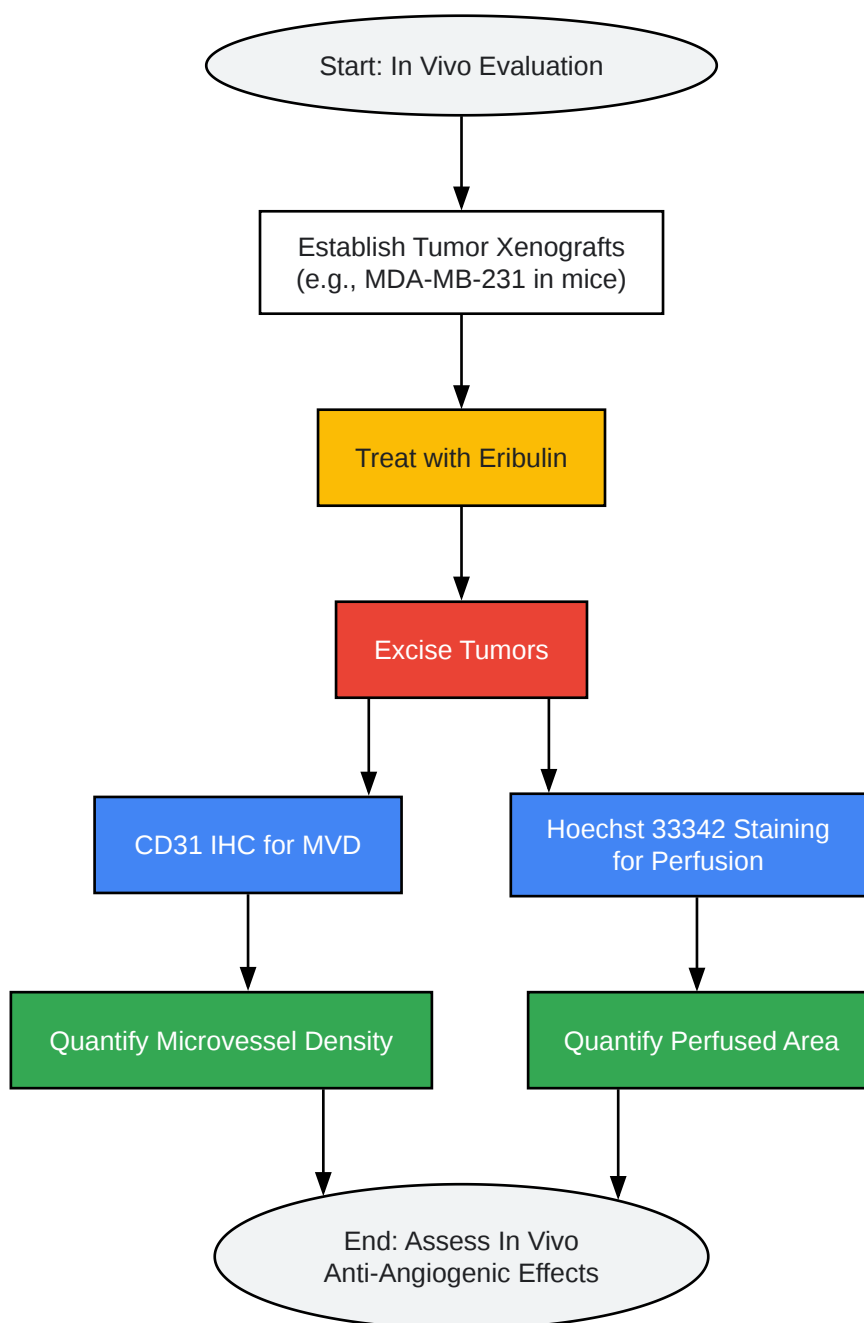 Start: In Vivo Evaluation
Establish Tumor Xenografts
(e.g., MDA-MB-231 in mice)
Treat with Eribulin
Excise Tumors
CD31 IHC for MVD
Hoechst 33342 Staining
for Perfusion
Quantify Microvessel Density
Quantify Perfused Area
End: Assess In Vivo
Anti-Angiogenic Effects